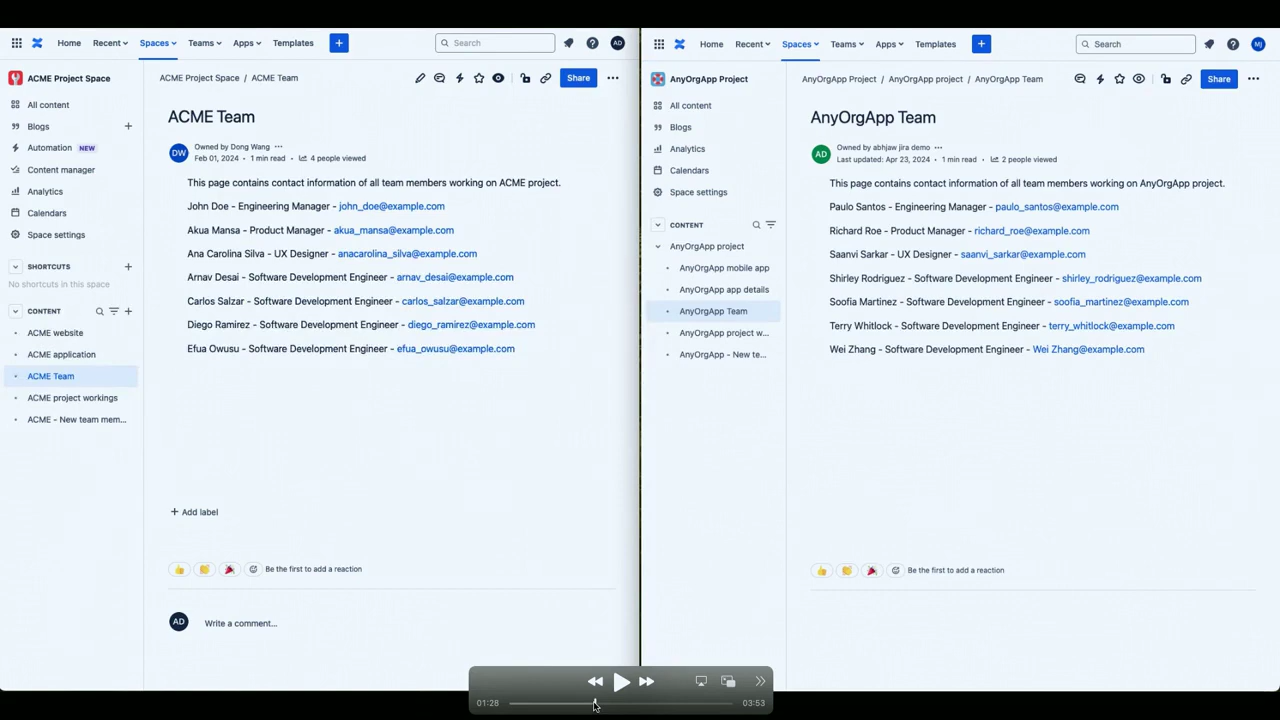 Home Recent Spaces Teams Apps Templates + Search AD
ACME Project Space
All content
Blogs +
Automation NEW
Content manager
Analytics
Calendars
Space settings
SHORTCUTS +
No shortcuts in this space
CONTENT +
ACME website
ACME application
ACME Team
ACME project workings
ACME - New team mem...
ACME Project Space / ACME Team
Share ...
ACME Team
DW
Owned by Dong Wang ...
Feb 01, 2024 • 1 min read • 4 people viewed
This page contains contact information of all team members working on ACME project.
John Doe - Engineering Manager - john_doe@example.com
Akua Mansa - Product Manager - akua_mansa@example.com
Ana Carolina Silva - UX Designer - anacarolina_silva@example.com
Arnav Desai - Software Development Engineer - arnav_desai@example.com
Carlos Salzar - Software Development Engineer - carlos_salzar@example.com
Diego Ramirez - Software Development Engineer - diego_ramirez@example.com
Efua Owusu - Software Development Engineer - efua_owusu@example.com
+ Add label
Be the first to add a reaction
AD Write a comment...
Home Recent Spaces Teams Apps Templates + Search MJ
AnyOrgApp Project
All content
Blogs
Analytics
Calendars
Space settings
CONTENT
AnyOrgApp project
AnyOrgApp mobile app
AnyOrgApp app details
AnyOrgApp Team
AnyOrgApp project w...
AnyOrgApp - New te...
AnyOrgApp Project / AnyOrgApp project / AnyOrgApp Team
Share ...
AnyOrgApp Team
AD
Owned by abhjaw jira demo ...
Last updated: Apr 23, 2024 • 1 min read • 2 people viewed
This page contains contact information of all team members working on AnyOrgApp project.
Paulo Santos - Engineering Manager - paulo_santos@example.com
Richard Roe - Product Manager - richard_roe@example.com
Saanvi Sarkar - UX Designer - saanvi_sarkar@example.com
Shirley Rodriguez - Software Development Engineer - shirley_rodriguez@example.com
Soofia Martinez - Software Development Engineer - soofia_martinez@example.com
Terry Whitlock - Software Development Engineer - terry_whitlock@example.com
Wei Zhang - Software Development Engineer - Wei Zhang@example.com
Be the first to add a reaction
01:28 03:53